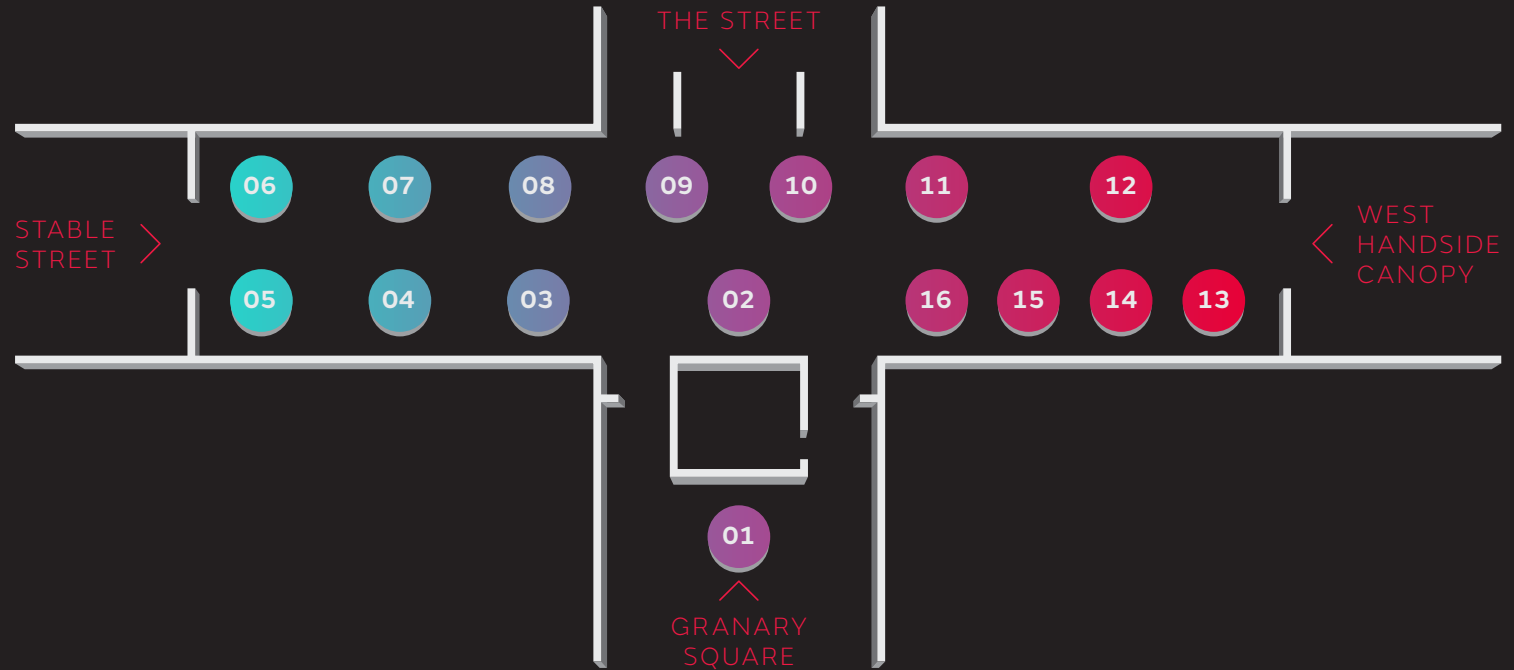 THE STREET
06 07 08 09 10 11 12
STABLE
STREET
WEST
HANDSIDE
CANOPY
05 04 03 02 16 15 14 13
01
GRANARY
SQUARE